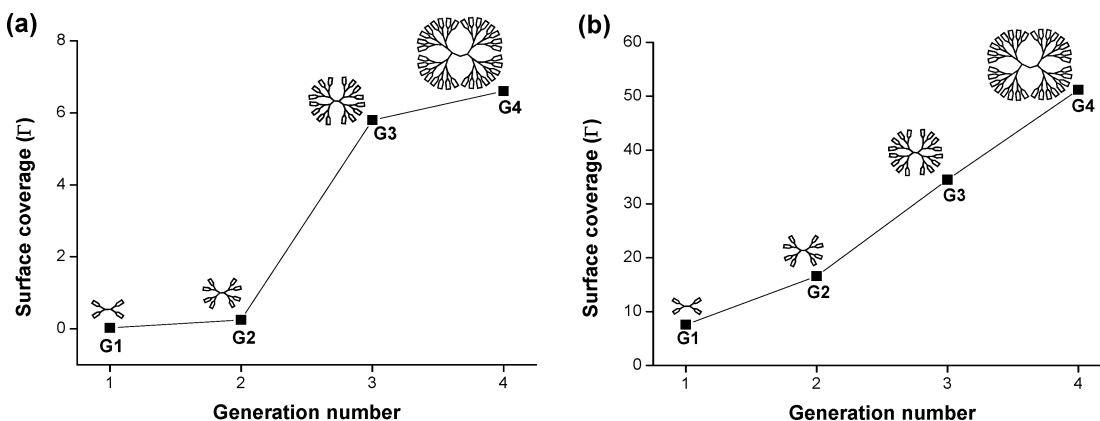 (a)
Surface coverage (Γ)
8
6
4
2
0
G1
G2
G3
G4
1 2 3 4
Generation number
(b)
Surface coverage (Γ)
60
50
40
30
20
10
0
G1
G2
G3
G4
1 2 3 4
Generation number